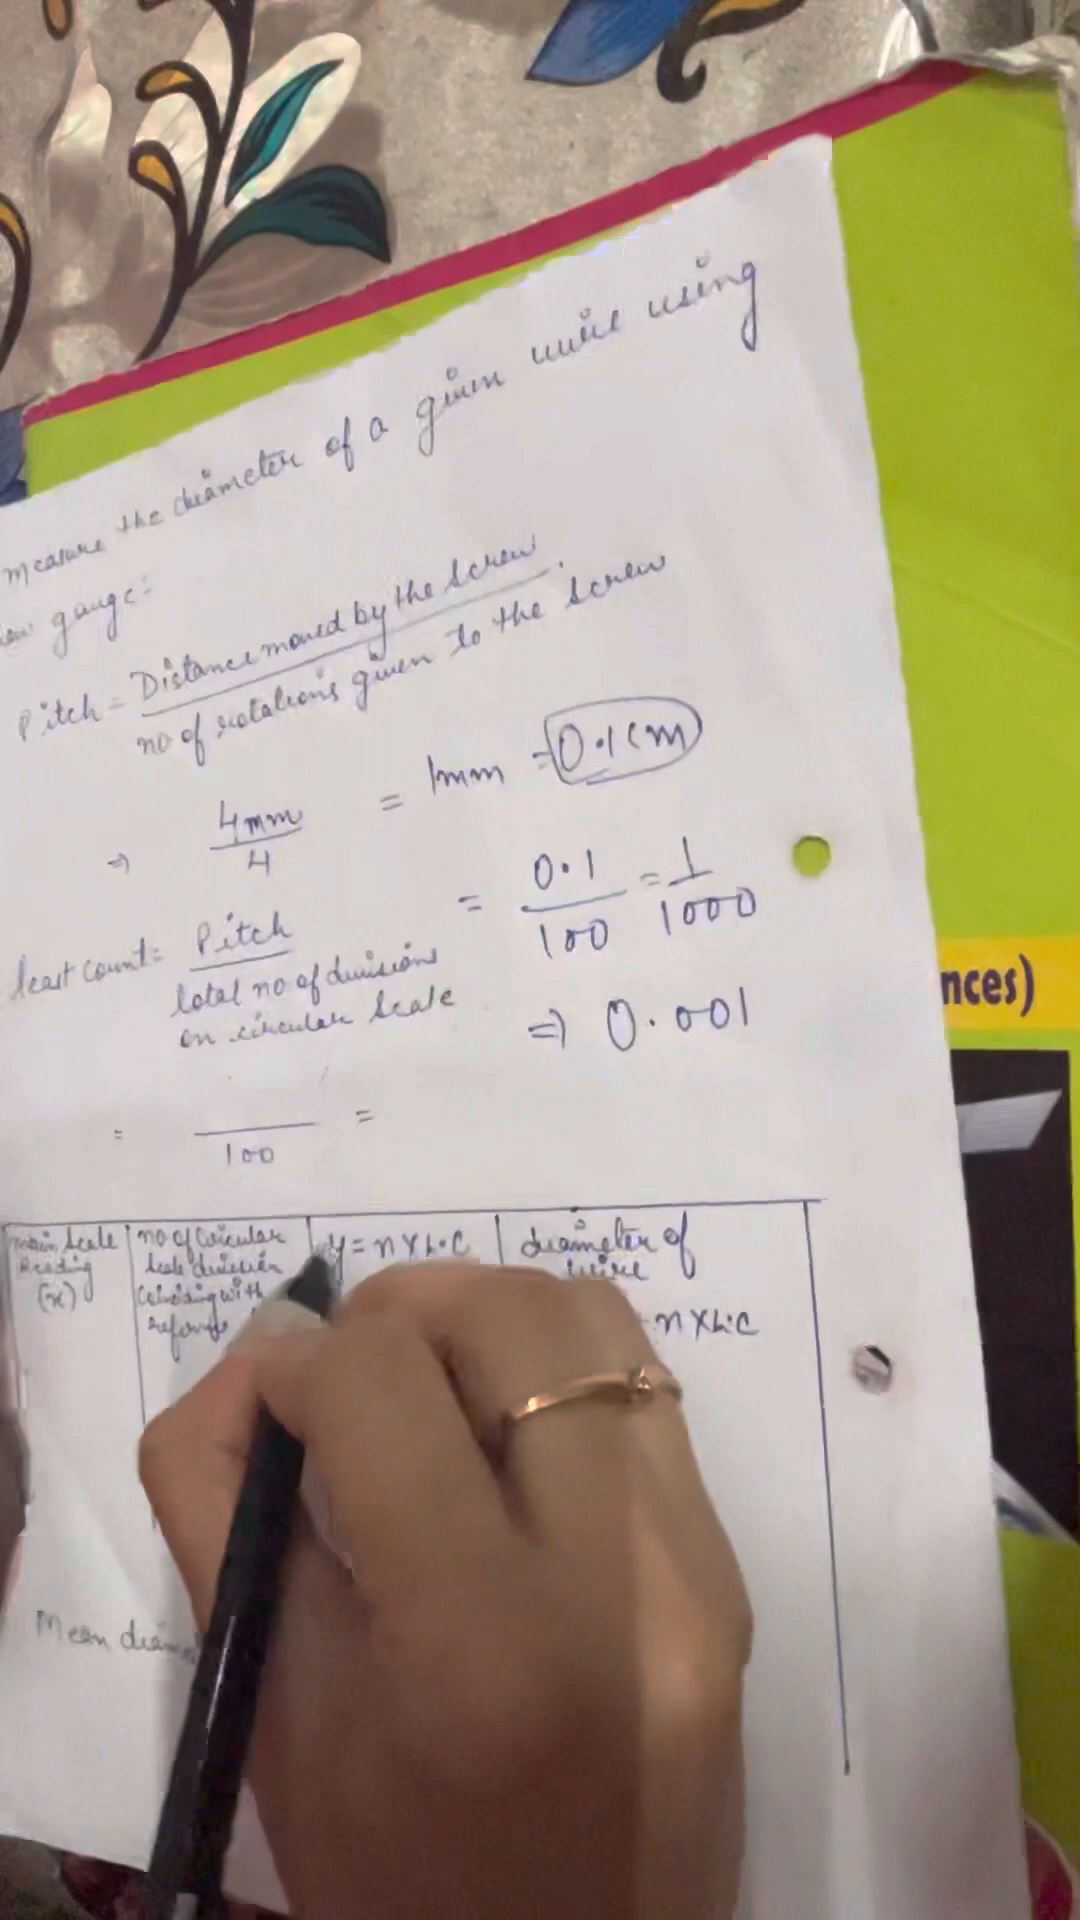 measure the diameter of a given wire using
gauge:
Pitch = Distance moved by the screw
no of rotations given to the screw
⇒ 4mm = 1mm = 0.1cm
4
least count = Pitch = 0.1 = 1
total no of divisions 100 1000
on circular scale ⇒ 0.001
= =
100
nces)
main scale
Reading
(x)
no of circular
scale division
coinciding with
y = n x L.C
diameter of
wire
n x L.C
Mean